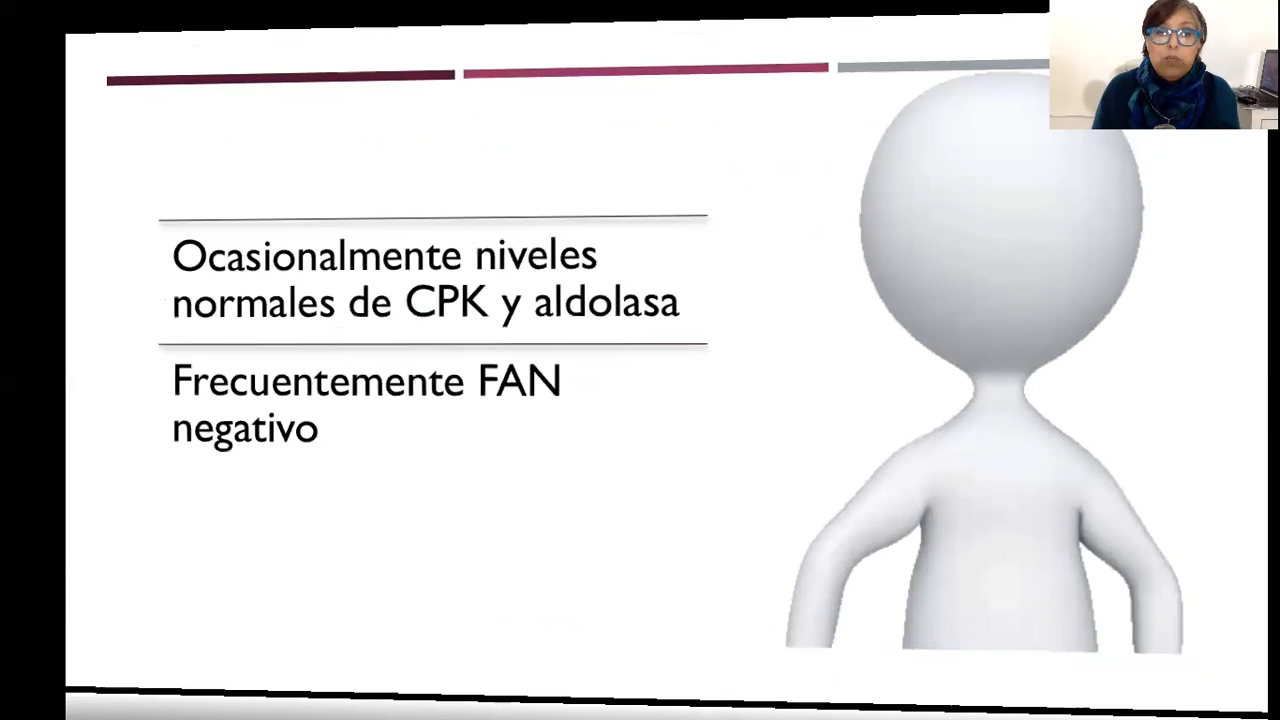 Ocasionalmente niveles
normales de CPK y aldolasa
Frecuentemente FAN
negativo